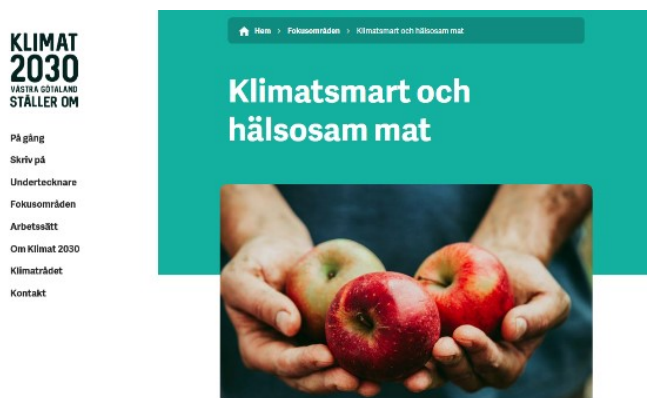 KLIMAT
2030
VÄSTRA GÖTALAND
STÄLLER OM
På gång
Skriv på
Undertecknare
Fokusområden
Arbetssätt
Om Klimat 2030
Klimatrådet
Kontakt
Hem > Fokusområden > Klimatsmart och hälsosam mat
Klimatsmart och
hälsosam mat